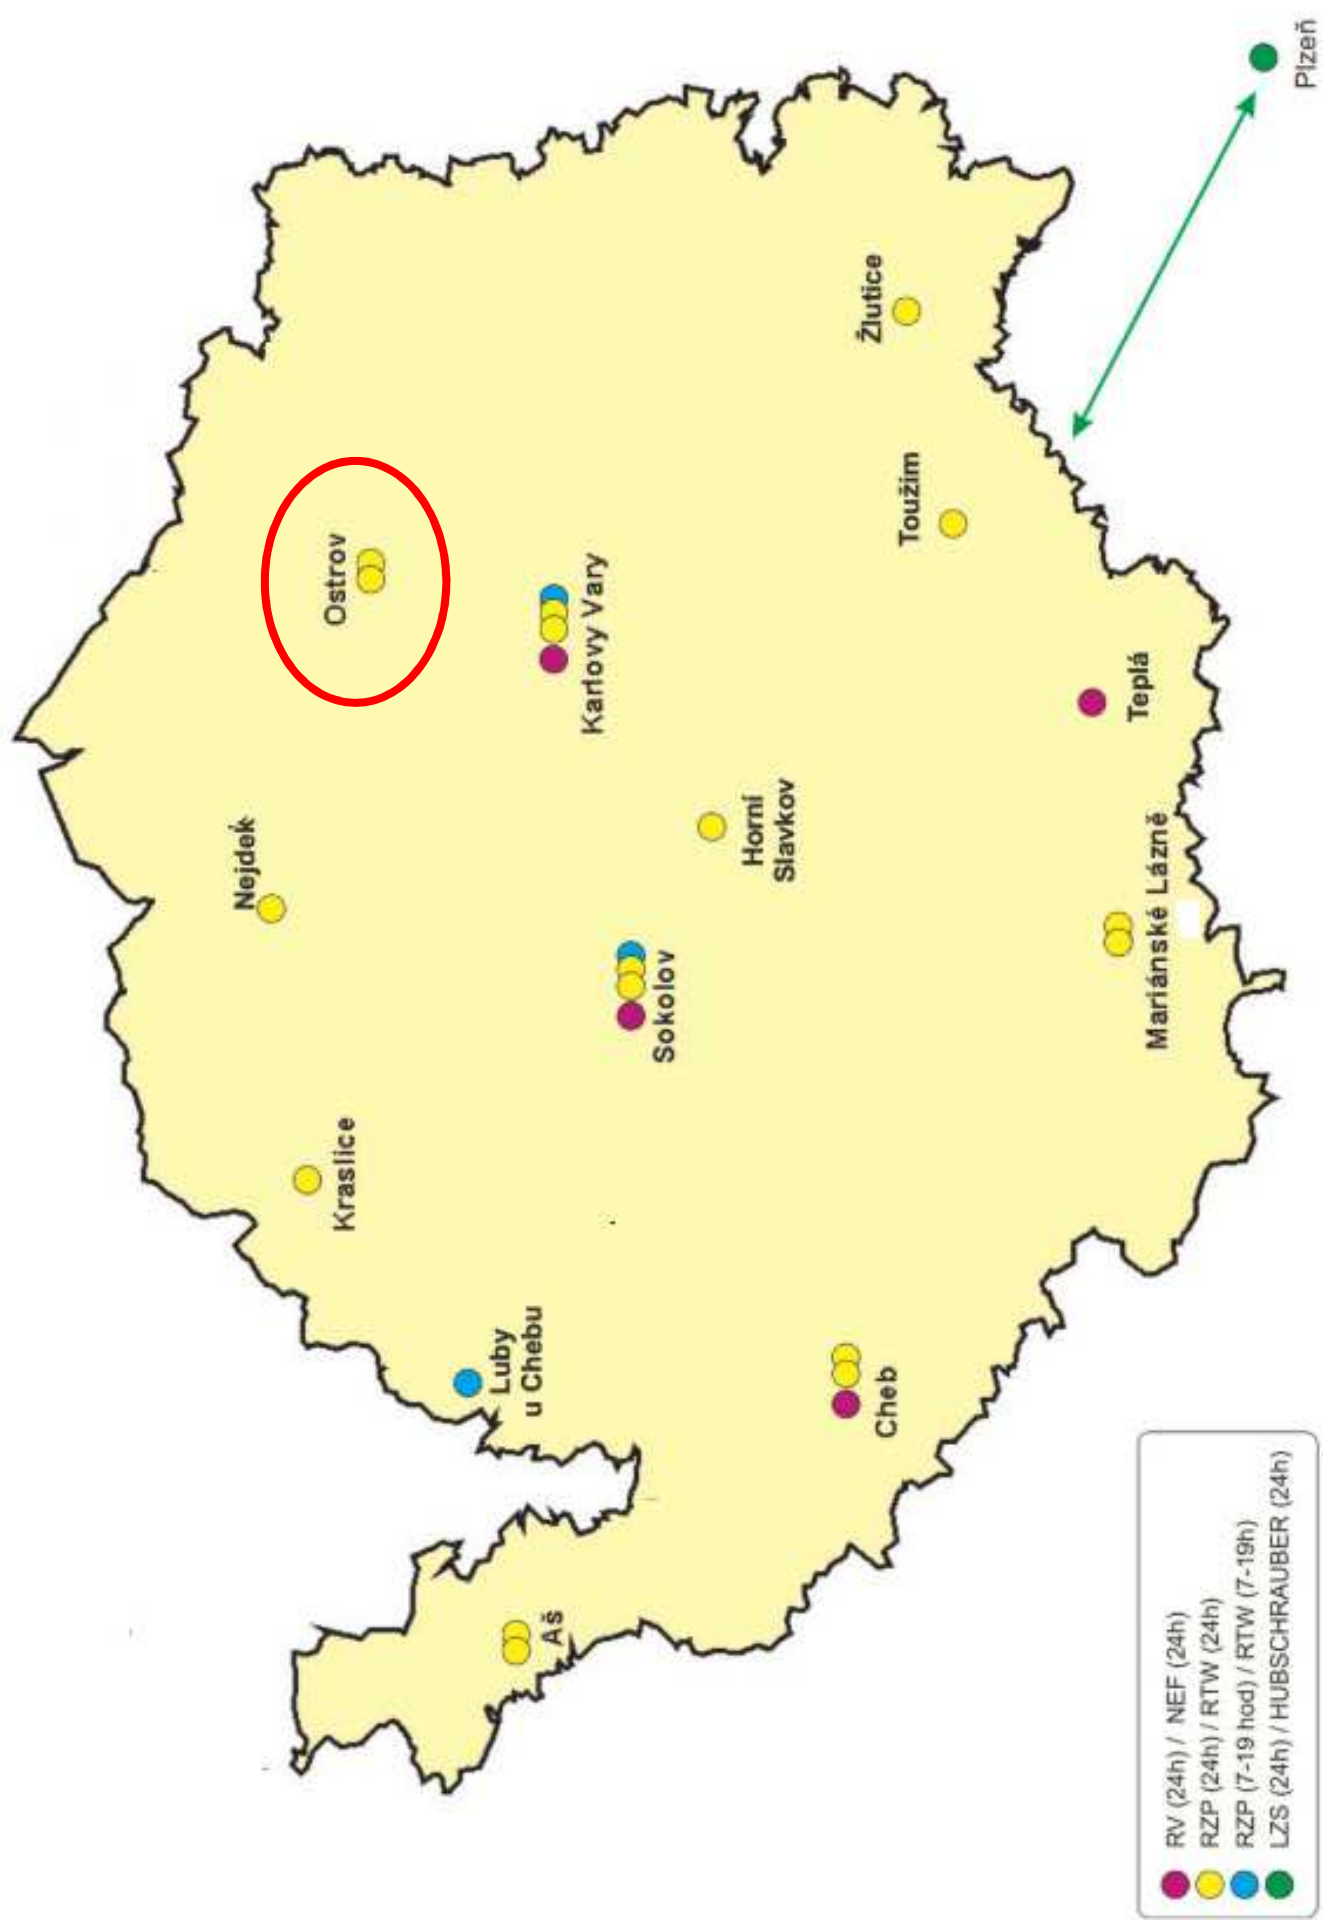 Plzeň
Žlutice
Toužim
Ostrov
Karlovy Vary
Teplá
Nejdek
Horní
Slavkov
Mariánské Lázně
Sokolov
Kraslice
Luby
u Chebu
Cheb
Aš
RV (24h) / NEF (24h)
RZP (24h) / RTW (24h)
RZP (7-19 hod) / RTW (7-19h)
LZS (24h) / HUBSCHRAUBER (24h)